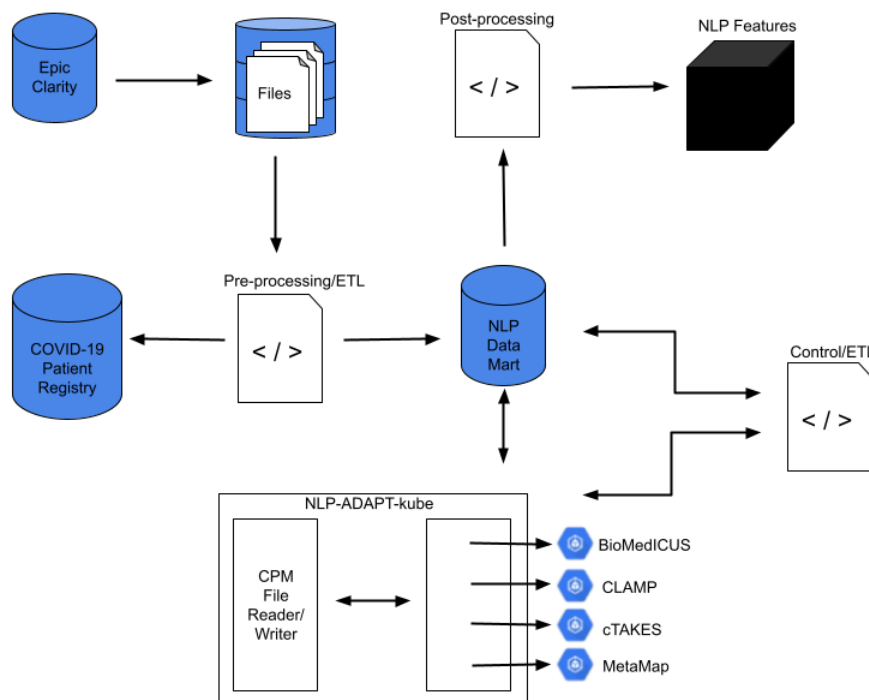 Post-processing
NLP Features
Epic
Clarity
Files
< / >
Pre-processing/ETL
COVID-19
Patient
Registry
< / >
NLP
Data
Mart
Control/ETL
< / >
NLP-ADAPT-kube
CPM
File
Reader/
Writer
BioMedICUS
CLAMP
cTAKES
MetaMap